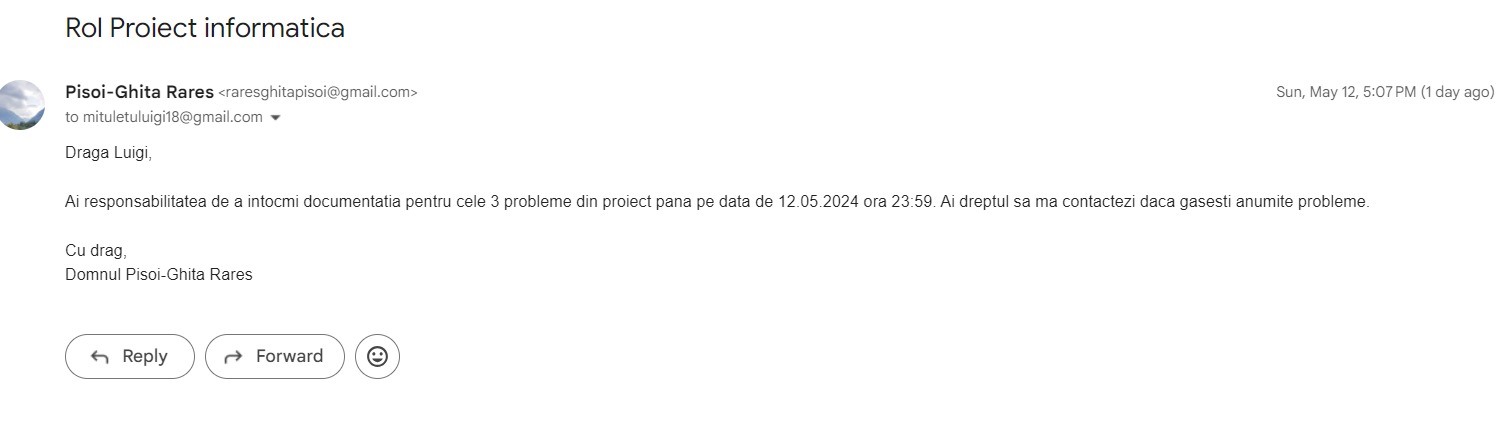 Rol Proiect informatica
Pisoi-Ghita Rares <raresghitapisoi@gmail.com>
Sun, May 12, 5:07 PM (1 day ago)
to mituletuluigi18@gmail.com
Draga Luigi,
Ai responsabilitatea de a intocmi documentatia pentru cele 3 probleme din proiect pana pe data de 12.05.2024 ora 23:59. Ai dreptul sa ma contactezi daca gasesti anumite probleme.
Cu drag,
Domnul Pisoi-Ghita Rares
Reply
Forward